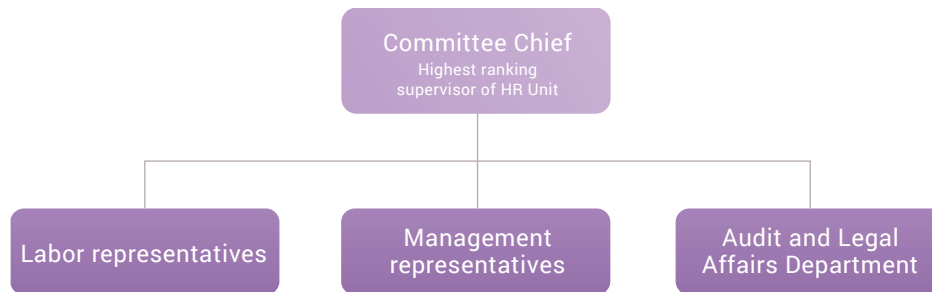 Committee Chief
Highest ranking
supervisor of HR Unit
Labor representatives
Management
representatives
Audit and Legal
Affairs Department